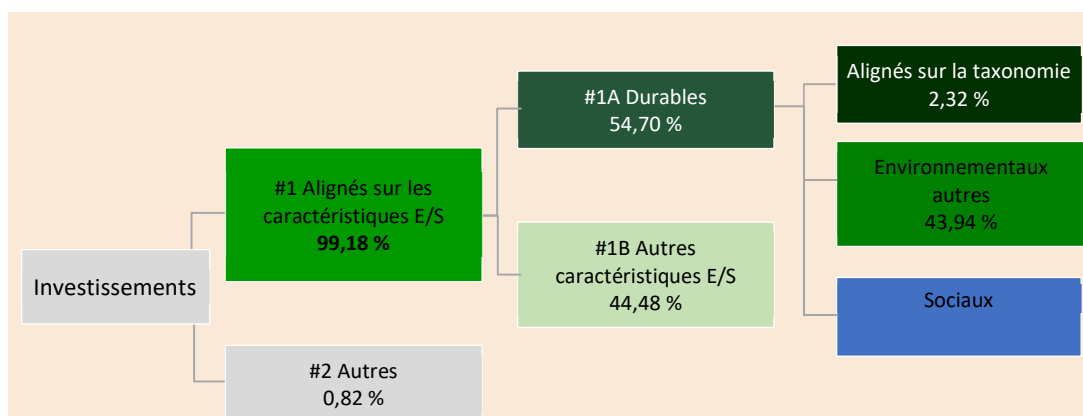 Investissements
#1 Alignés sur les
caractéristiques E/S
99,18 %
#2 Autres
0,82 %
#1A Durables
54,70 %
#1B Autres
caractéristiques E/S
44,48 %
Alignés sur la taxonomie
2,32 %
Environnementaux
autres
43,94 %
Sociaux